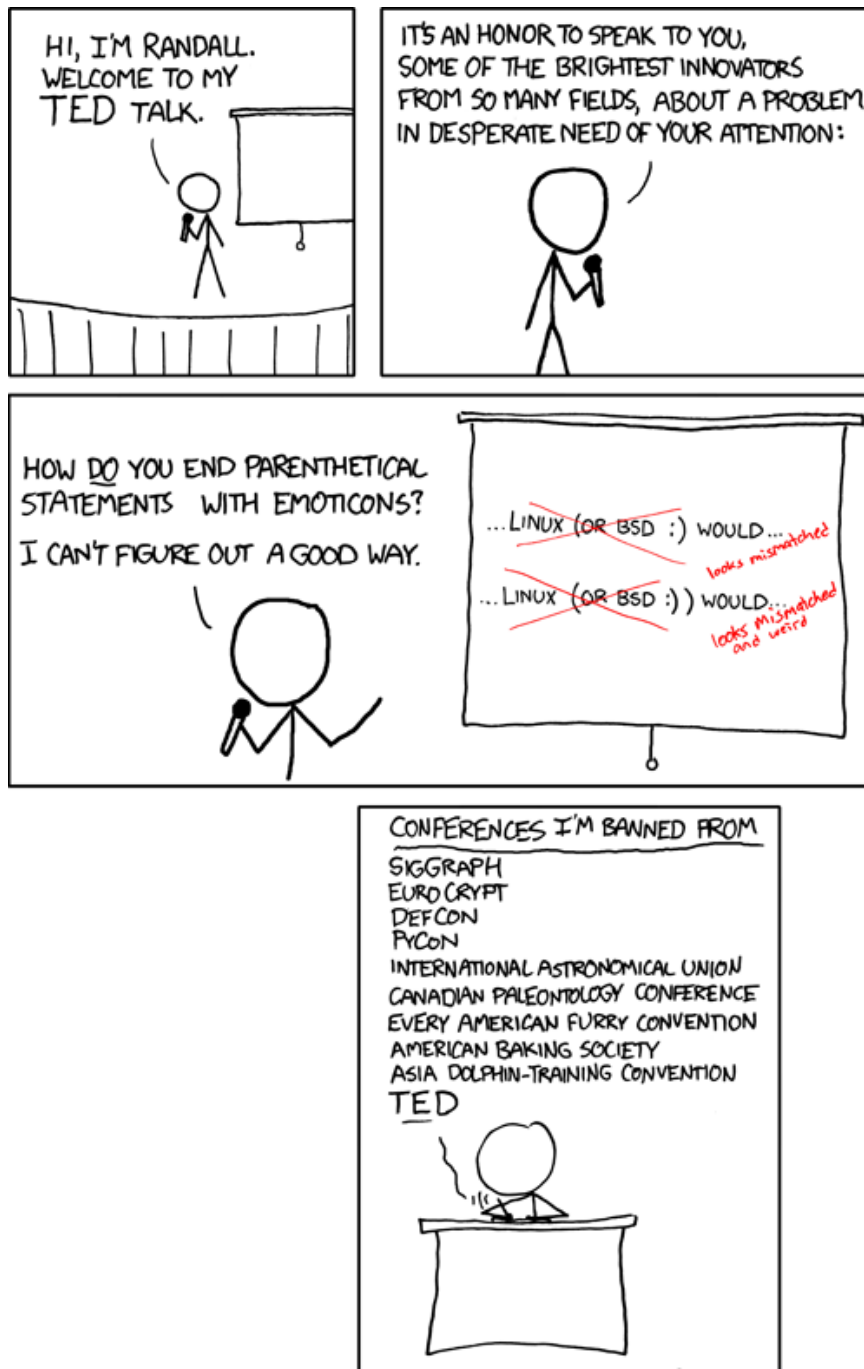 HI, I'M RANDALL.
WELCOME TO MY
TED TALK.
IT'S AN HONOR TO SPEAK TO YOU,
SOME OF THE BRIGHTEST INNOVATORS
FROM SO MANY FIELDS, ABOUT A PROBLEM
IN DESPERATE NEED OF YOUR ATTENTION:
HOW DO YOU END PARENTHETICAL
STATEMENTS WITH EMOTICONS?
I CAN'T FIGURE OUT A GOOD WAY.
...LINUX (OR BSD :) WOULD...
looks mismatched
...LINUX (OR BSD :)) WOULD...
looks mismatched
and weird
CONFERENCES I'M BANNED FROM
SIGGRAPH
EUROCRYPT
DEFCON
PYCON
INTERNATIONAL ASTRONOMICAL UNION
CANADIAN PALEONTOLOGY CONFERENCE
EVERY AMERICAN FURRY CONVENTION
AMERICAN BAKING SOCIETY
ASIA DOLPHIN-TRAINING CONVENTION
TED